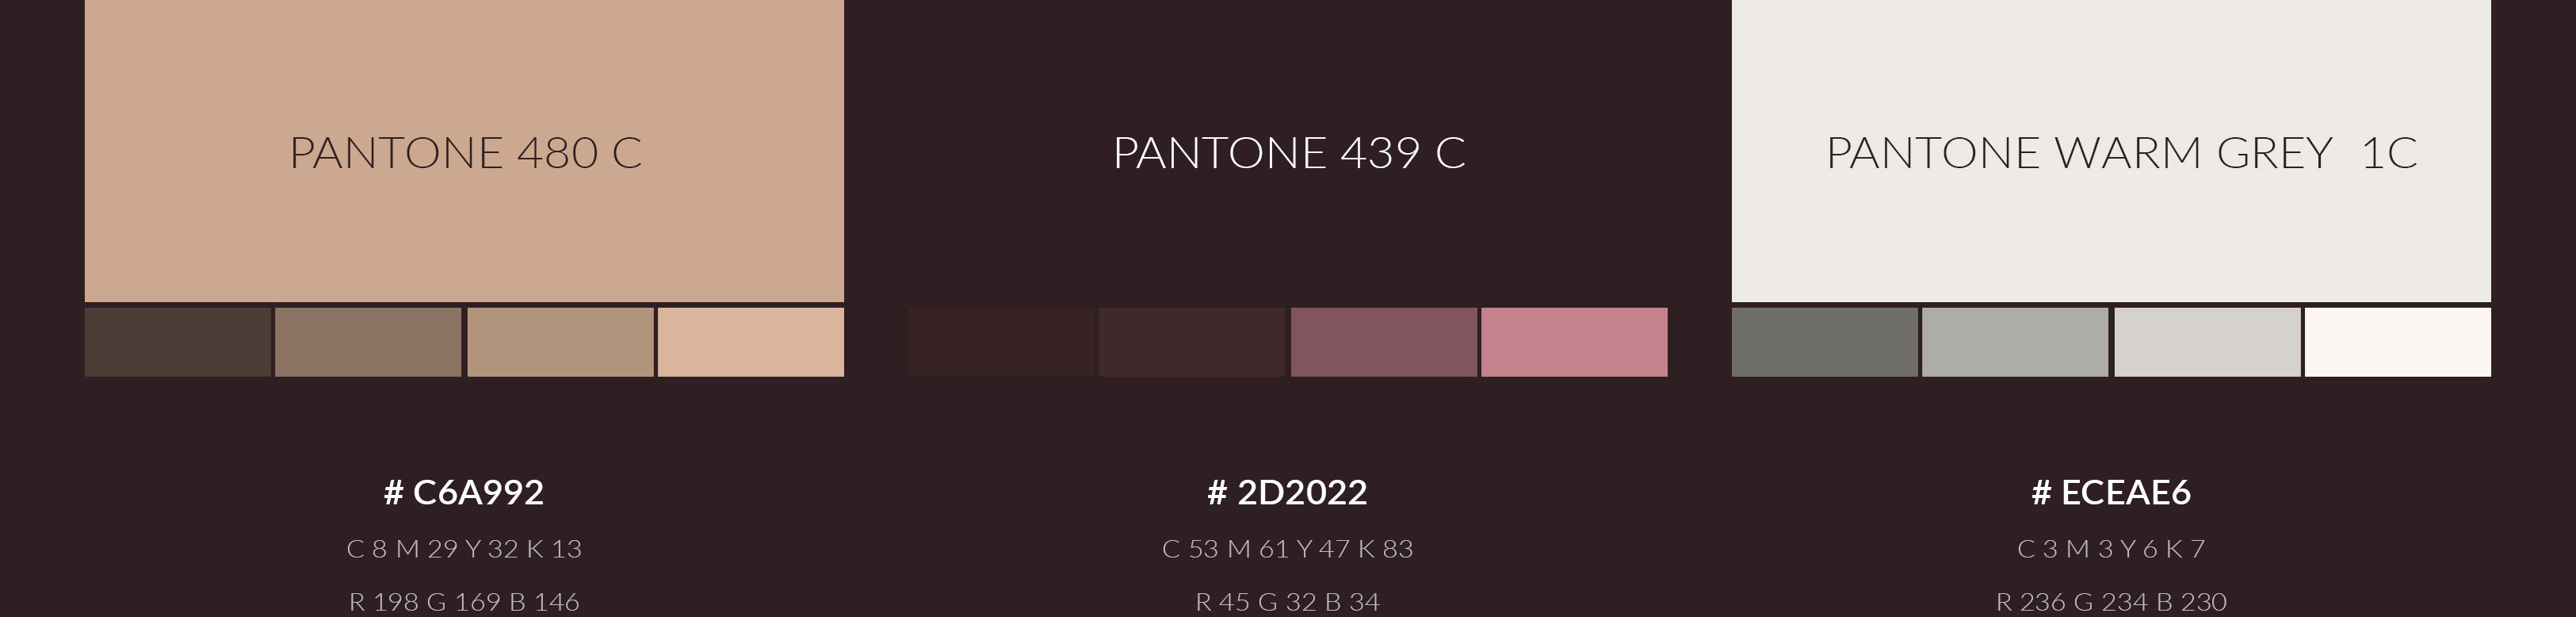 PANTONE 480 C
# C6A992
C 8 M 29 Y 32 K 13
R 198 G 169 B 146
PANTONE 439 C
# 2D2022
C 53 M 61 Y 47 K 83
R 45 G 32 B 34
PANTONE WARM GREY  1C
# ECEAE6
C 3 M 3 Y 6 K 7
R 236 G 234 B 230